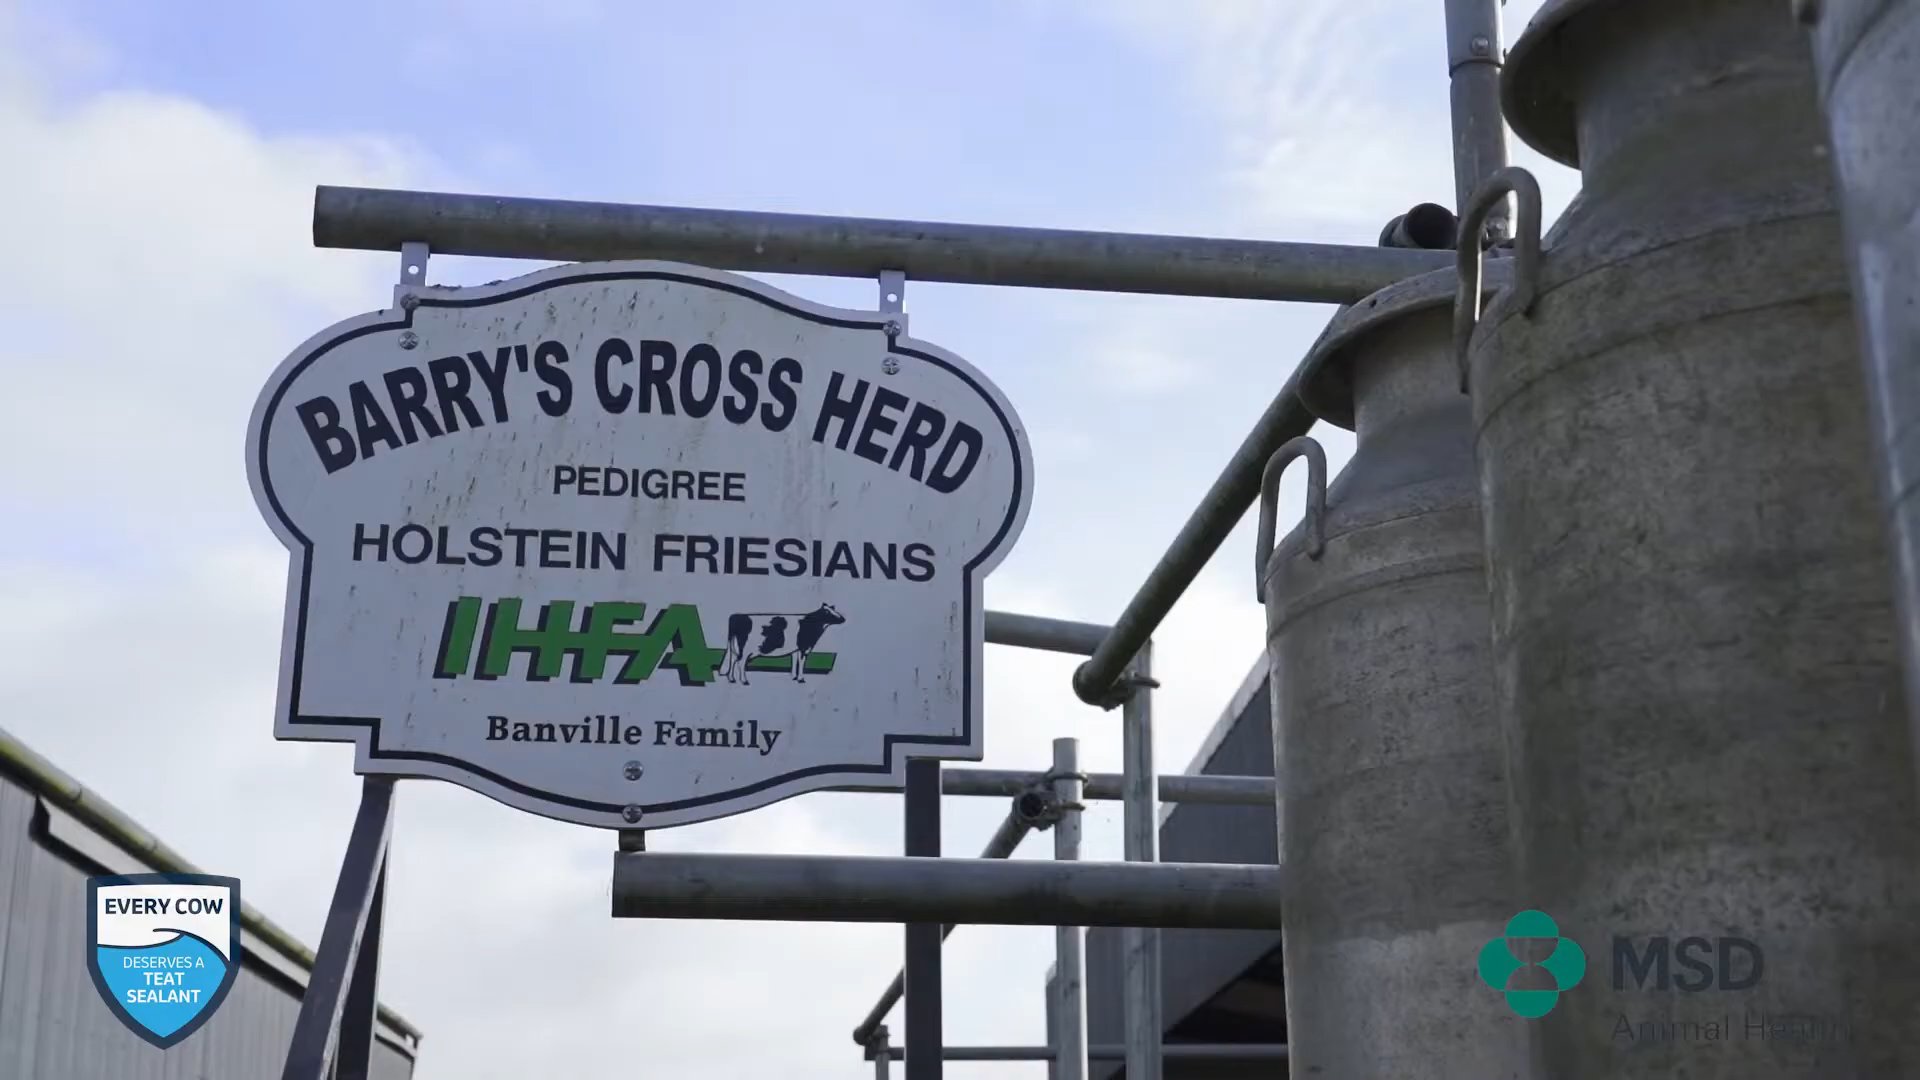 BARRY'S CROSS HERD
PEDIGREE
HOLSTEIN FRIESIANS
IHFA
Banville Family
EVERY COW
DESERVES A
TEAT
SEALANT
MSD
Animal Health